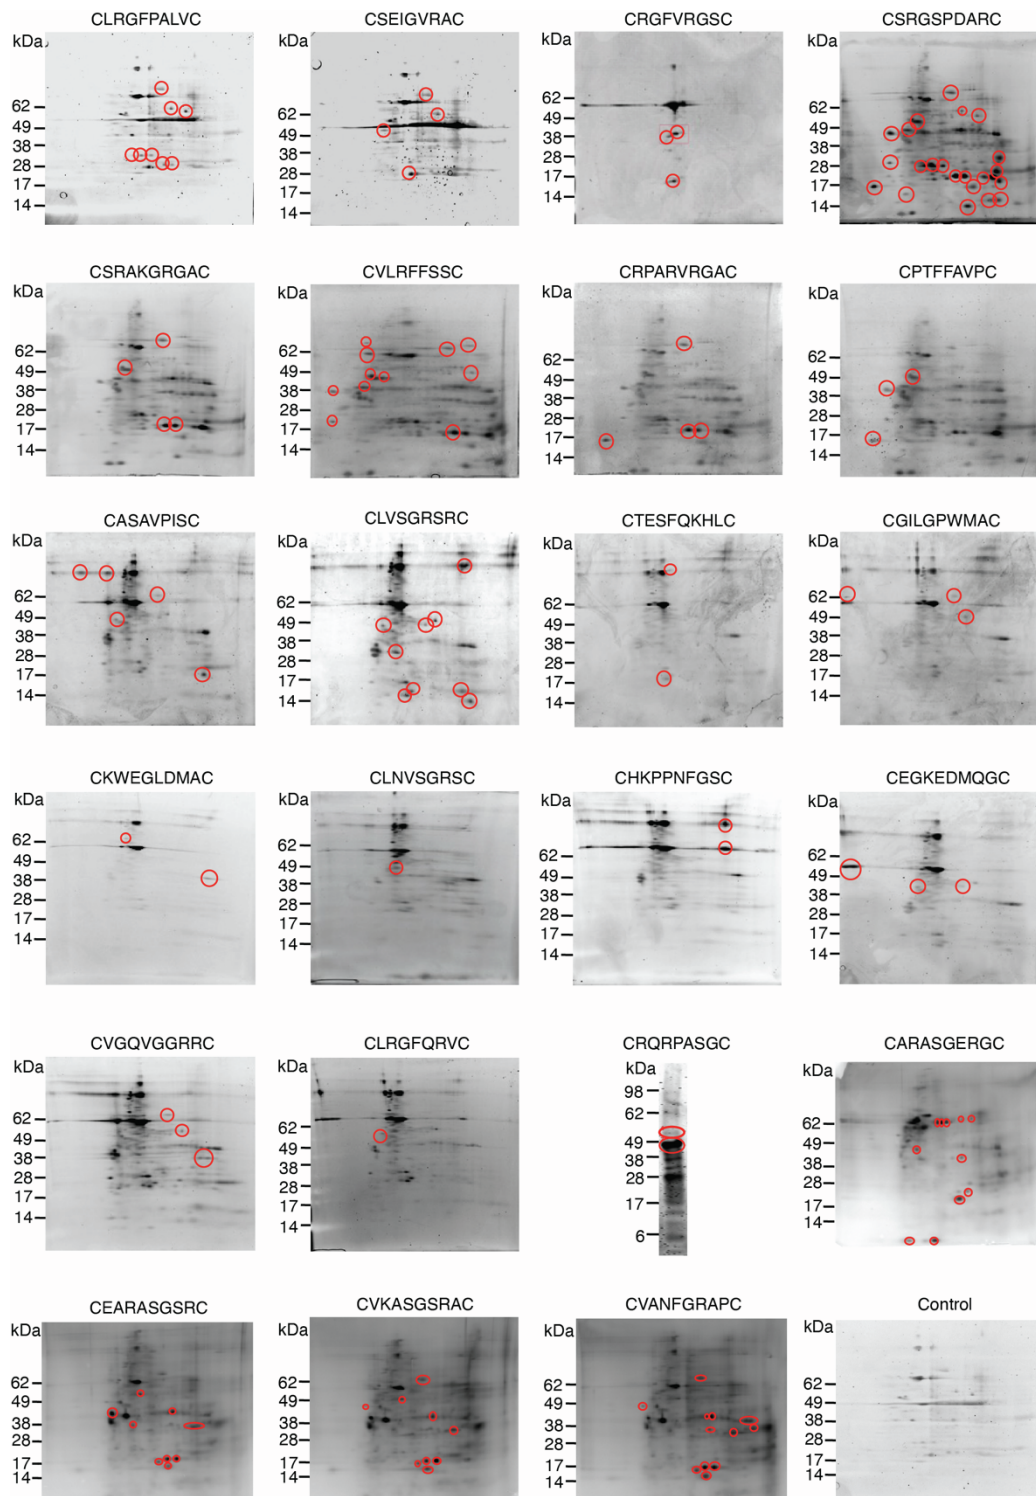 CLRGFPALVC CSEIGVRAC CRGFVRGSC CSRGSPDARC
kDa kDa kDa kDa
62 62 62 62
49 49 49 49
38 38 38 38
28 28 28 28
17 17 17 17
14 14 14 14
CSRAKGRGAC CVLRFFSSC CRPARVRGAC CPTFFAVPC
kDa kDa kDa kDa
62 62 62 62
49 49 49 49
38 38 38 38
28 28 28 28
17 17 17 17
14 14 14 14
CASAVPISC CLVSGRSRC CTESFQKHLC CGILGPWMAC
kDa kDa kDa kDa
62 62 62 62
49 49 49 49
38 38 38 38
28 28 28 28
17 17 17 17
14 14 14 14
CKWEGLDMAC CLNVSGRSC CHKPPNFGSC CEGKEDMQGC
kDa kDa kDa kDa
62 62 62 62
49 49 49 49
38 38 38 38
28 28 28 28
17 17 17 17
14 14 14 14
CVGQVGGRRC CLRGFQRVC CRQRPASGC CARASGERGC
kDa kDa kDa kDa
98
62 62 62 62
49 49 49 49
38 38 38 38
28 28 28 28
17 17 17 17
14 14 6 14
CEARASGSRC CVKASGSRAC CVANFGRAPC Control
kDa kDa kDa kDa
62 62 62 62
49 49 49 49
38 38 38 38
28 28 28 28
17 17 17 17
14 14 14 14